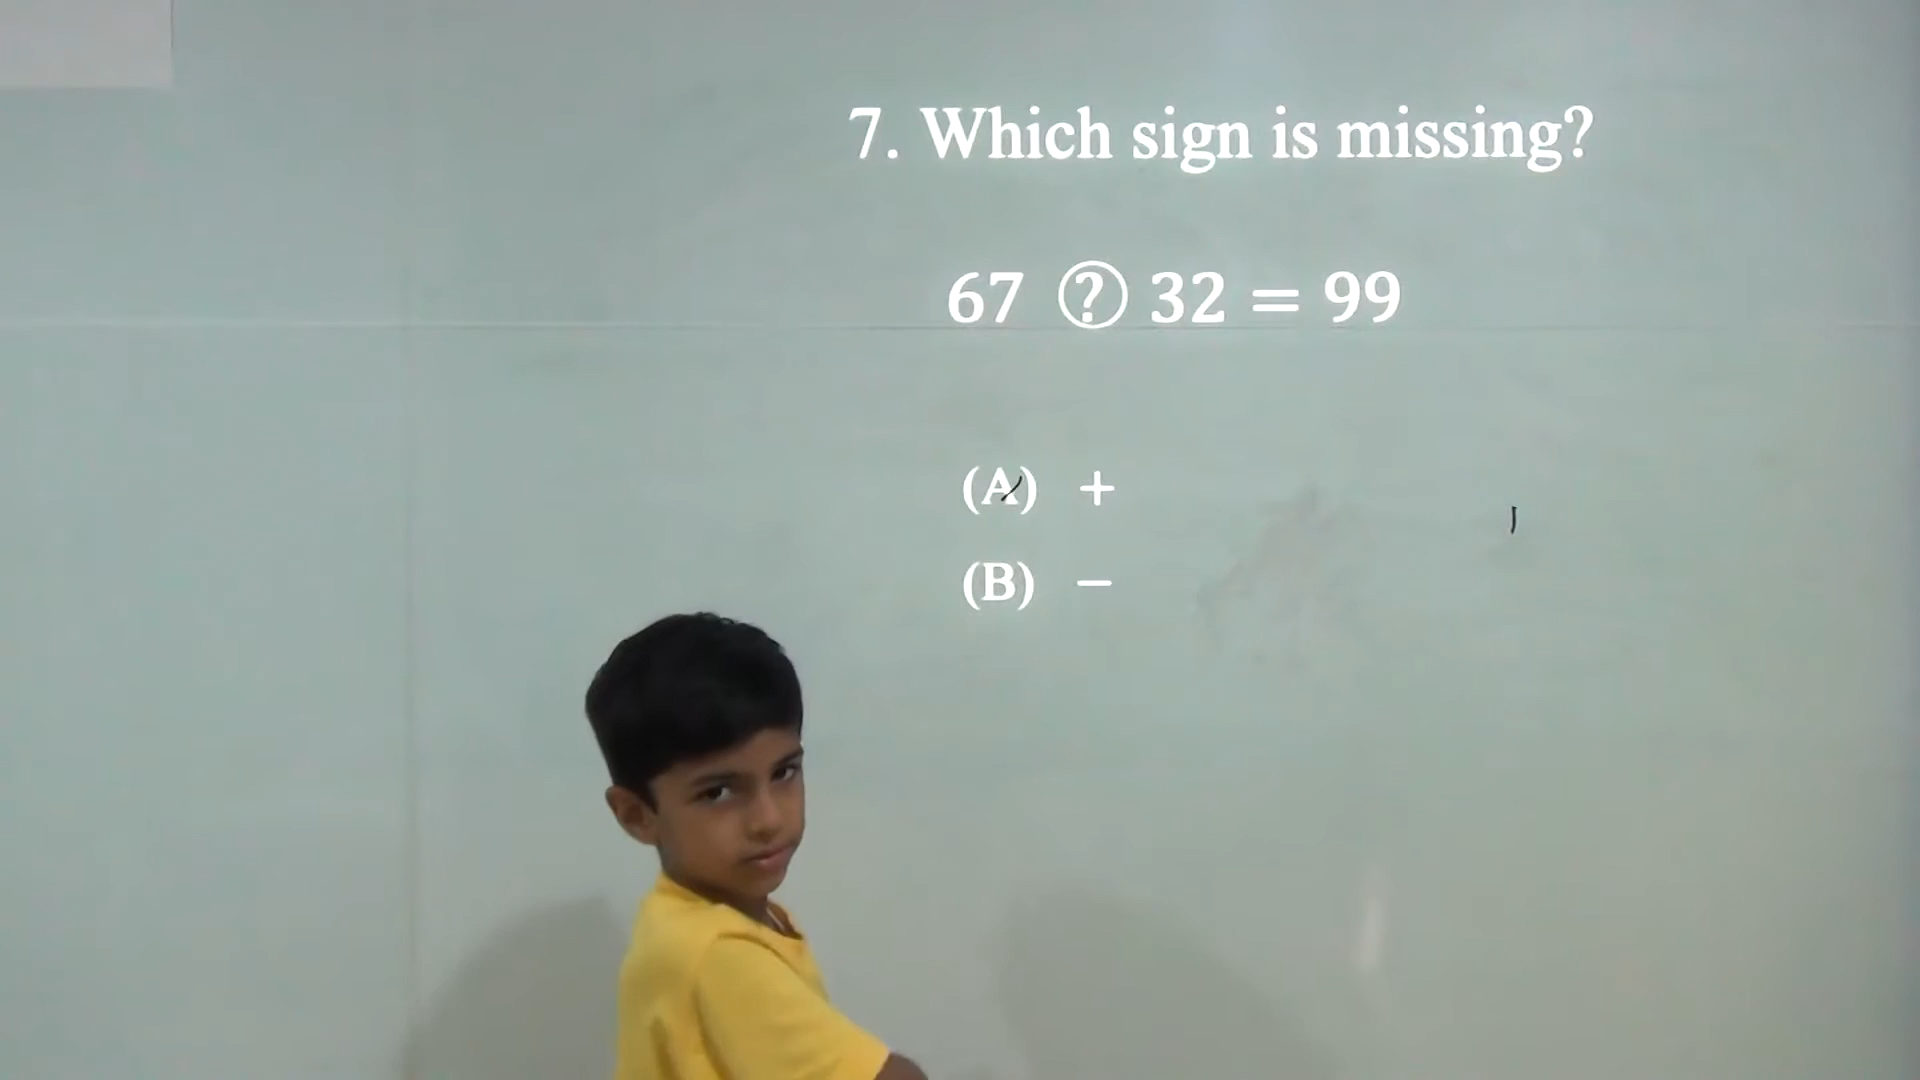 7. Which sign is missing?
67 ? 32 = 99
(A) +
(B) −